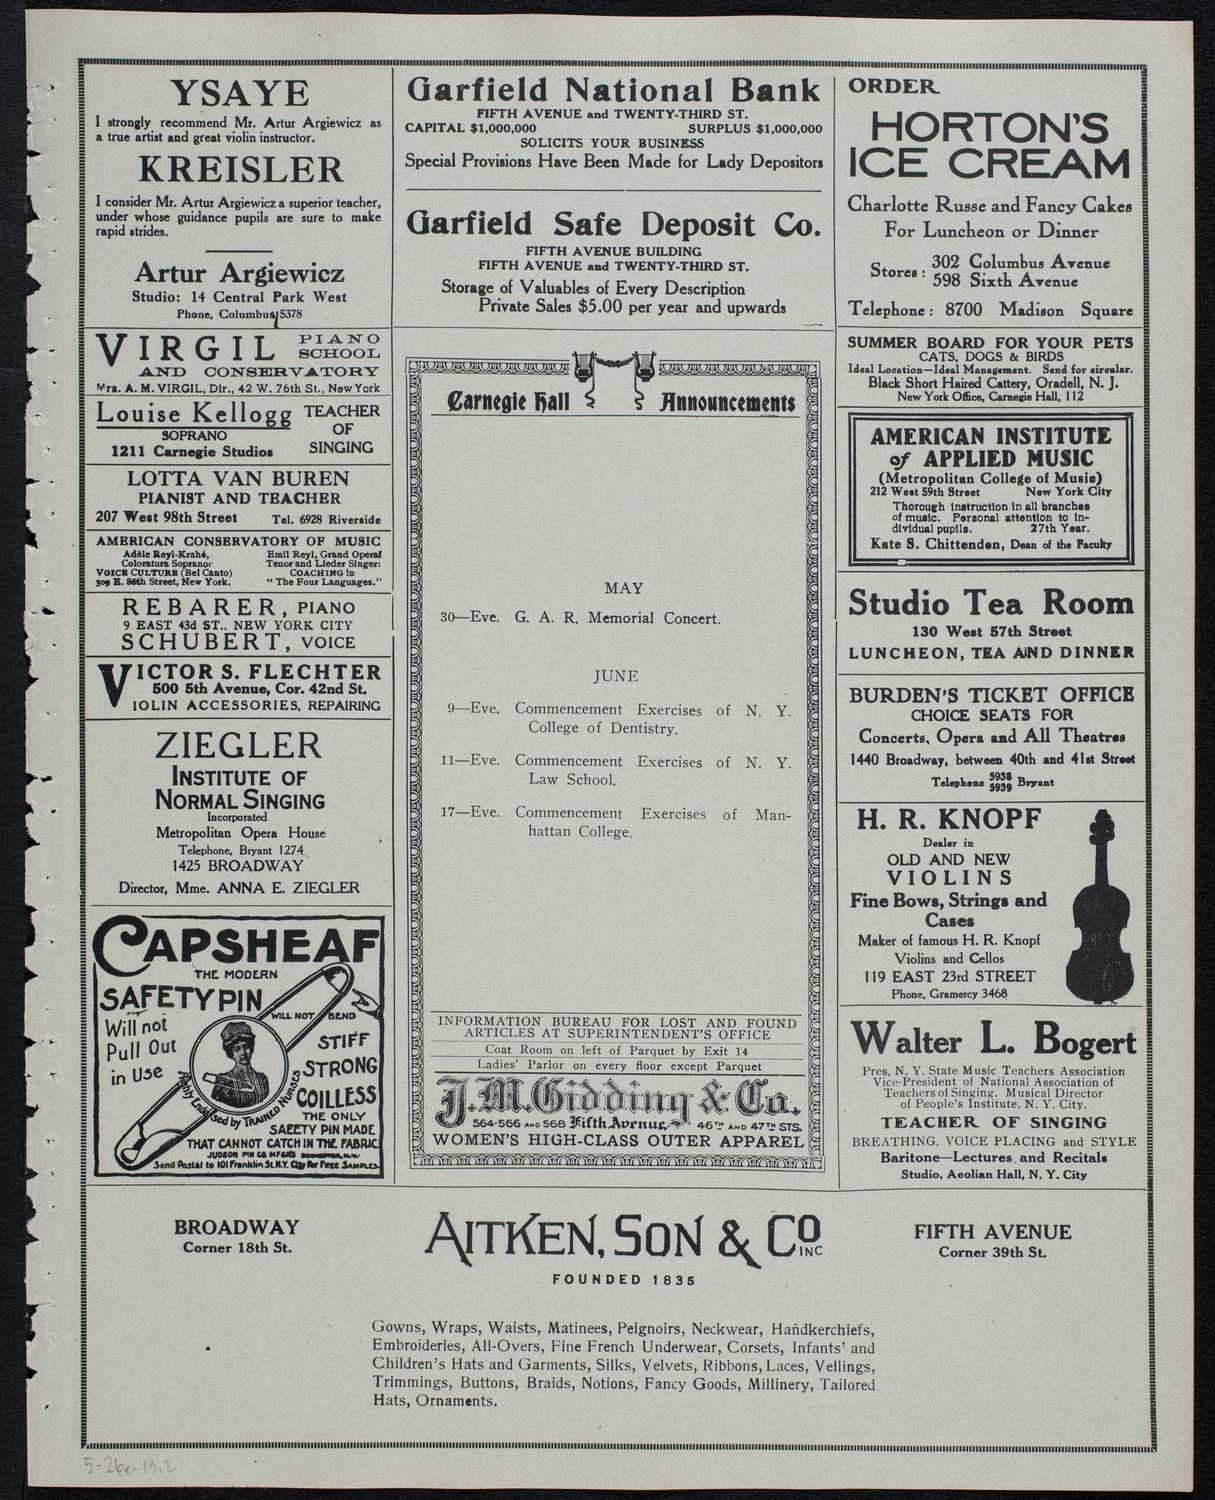 YSAYE
I strongly recommend Mr. Artur Argiewicz as
a true artist and great violin instructor.
KREISLER
I consider Mr. Artur Argiewicz a superior teacher,
under whose guidance pupils are sure to make
rapid strides.
Artur Argiewicz
Studio: 14 Central Park West
Phone, Columbus 5378
VIRGIL PIANO
SCHOOL
AND CONSERVATORY
Mrs. A. M. VIRGIL, Dir., 42 W. 76th St., New York
Louise Kellogg TEACHER
OF
SINGING
SOPRANO
1211 Carnegie Studios
LOTTA VAN BUREN
PIANIST AND TEACHER
207 West 98th Street Tel. 6928 Riverside
AMERICAN CONSERVATORY OF MUSIC
Adèle Reyl-Krahé, Emil Reyl, Grand Opera
Coloratura Soprano Tenor and Lieder Singer:
VOICE CULTURE (Bel Canto) COACHING in
309 E. 86th Street, New York. "The Four Languages."
REBARER, PIANO
9 EAST 43d ST., NEW YORK CITY
SCHUBERT, VOICE
VICTOR S. FLECHTER
500 5th Avenue, Cor. 42nd St.
VIOLIN ACCESSORIES, REPAIRING
ZIEGLER
INSTITUTE OF
NORMAL SINGING
Incorporated
Metropolitan Opera House
Telephone, Bryant 1274
1425 BROADWAY
Director, Mme. ANNA E. ZIEGLER
CAPSHEAF
THE MODERN
SAFETY PIN
WILL NOT BEND
Will not
Pull Out
in Use
STIFF
STRONG
COILLESS
Highly Endorsed by TRAINED NURSES
THE ONLY
SAFETY PIN MADE
THAT CANNOT CATCH IN THE FABRIC.
JUDSON PIN CO. MFGRS. ROCHESTER, N.Y.
Send Postal to 101 Franklin St. N.Y. City For FREE SAMPLES.
Garfield National Bank
FIFTH AVENUE and TWENTY-THIRD ST.
CAPITAL $1,000,000 SURPLUS $1,000,000
SOLICITS YOUR BUSINESS
Special Provisions Have Been Made for Lady Depositors
Garfield Safe Deposit Co.
FIFTH AVENUE BUILDING
FIFTH AVENUE and TWENTY-THIRD ST.
Storage of Valuables of Every Description
Private Sales $5.00 per year and upwards
Carnegie Hall Announcements
MAY
30—Eve. G. A. R. Memorial Concert.
JUNE
9—Eve. Commencement Exercises of N. Y.
College of Dentistry.
11—Eve. Commencement Exercises of N. Y.
Law School.
17—Eve. Commencement Exercises of Man-
hattan College.
INFORMATION BUREAU FOR LOST AND FOUND
ARTICLES AT SUPERINTENDENT'S OFFICE
Coat Room on left of Parquet by Exit 14
Ladies' Parlor on every floor except Parquet
J. M. Gidding & Co.
564-566 AND 568 Fifth Avenue, 46TH AND 47TH STS.
WOMEN'S HIGH-CLASS OUTER APPAREL
ORDER
HORTON'S
ICE CREAM
Charlotte Russe and Fancy Cakes
For Luncheon or Dinner
Stores: 302 Columbus Avenue
598 Sixth Avenue
Telephone: 8700 Madison Square
SUMMER BOARD FOR YOUR PETS
CATS, DOGS & BIRDS
Ideal Location—Ideal Management. Send for circular.
Black Short Haired Cattery, Oradell, N. J.
New York Office, Carnegie Hall, 112
AMERICAN INSTITUTE
of APPLIED MUSIC
(Metropolitan College of Music)
212 West 59th Street New York City
Thorough instruction in all branches
of music. Personal attention to in-
dividual pupils. 27th Year.
Kate S. Chittenden, Dean of the Faculty
Studio Tea Room
130 West 57th Street
LUNCHEON, TEA AND DINNER
BURDEN'S TICKET OFFICE
CHOICE SEATS FOR
Concerts, Opera and All Theatres
1440 Broadway, between 40th and 41st Street
Telephone 5938
5939 Bryant
H. R. KNOPF
Dealer in
OLD AND NEW
VIOLINS
Fine Bows, Strings and
Cases
Maker of famous H. R. Knopf
Violins and Cellos
119 EAST 23rd STREET
Phone, Gramercy 3468
Walter L. Bogert
Pres. N. Y. State Music Teachers Association
Vice-President of National Association of
Teachers of Singing. Musical Director
of People's Institute, N. Y. City.
TEACHER OF SINGING
BREATHING, VOICE PLACING and STYLE
Baritone—Lectures and Recitals
Studio, Aeolian Hall, N. Y. City
BROADWAY
Corner 18th St.
AITKEN, SON & CO
INC
FOUNDED 1835
FIFTH AVENUE
Corner 39th St.
Gowns, Wraps, Waists, Matinees, Peignoirs, Neckwear, Handkerchiefs,
Embroideries, All-Overs, Fine French Underwear, Corsets, Infants' and
Children's Hats and Garments, Silks, Velvets, Ribbons, Laces, Veilings,
Trimmings, Buttons, Braids, Notions, Fancy Goods, Millinery, Tailored
Hats, Ornaments.